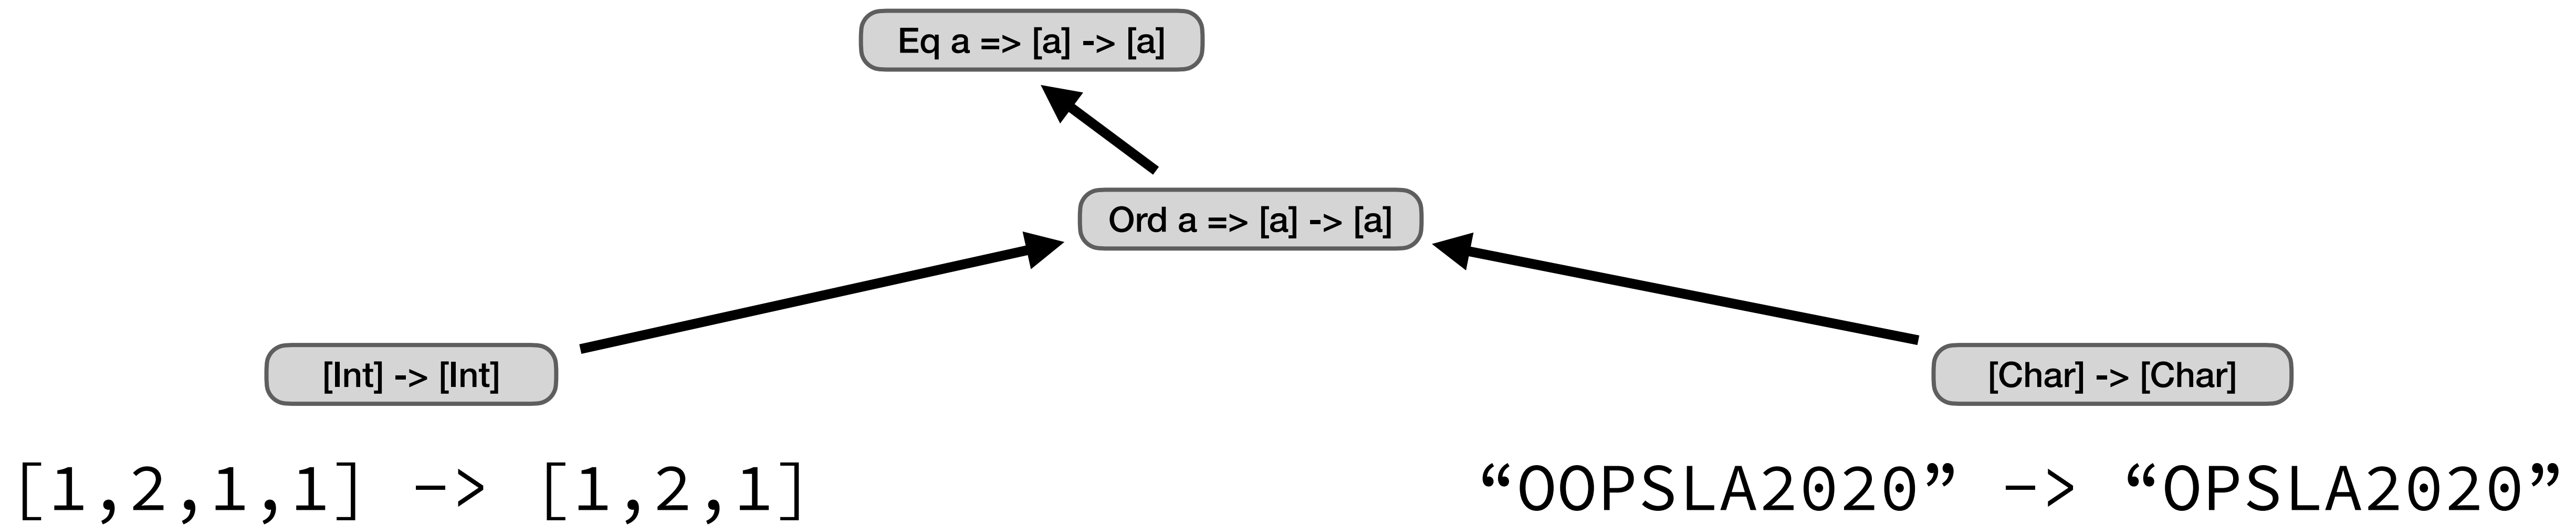 Eq a => [a] -> [a]
Ord a => [a] -> [a]
[Int] -> [Int]
[Char] -> [Char]
[1,2,1,1] -> [1,2,1]
“OOPSLA2020” -> “OPSLA2020”